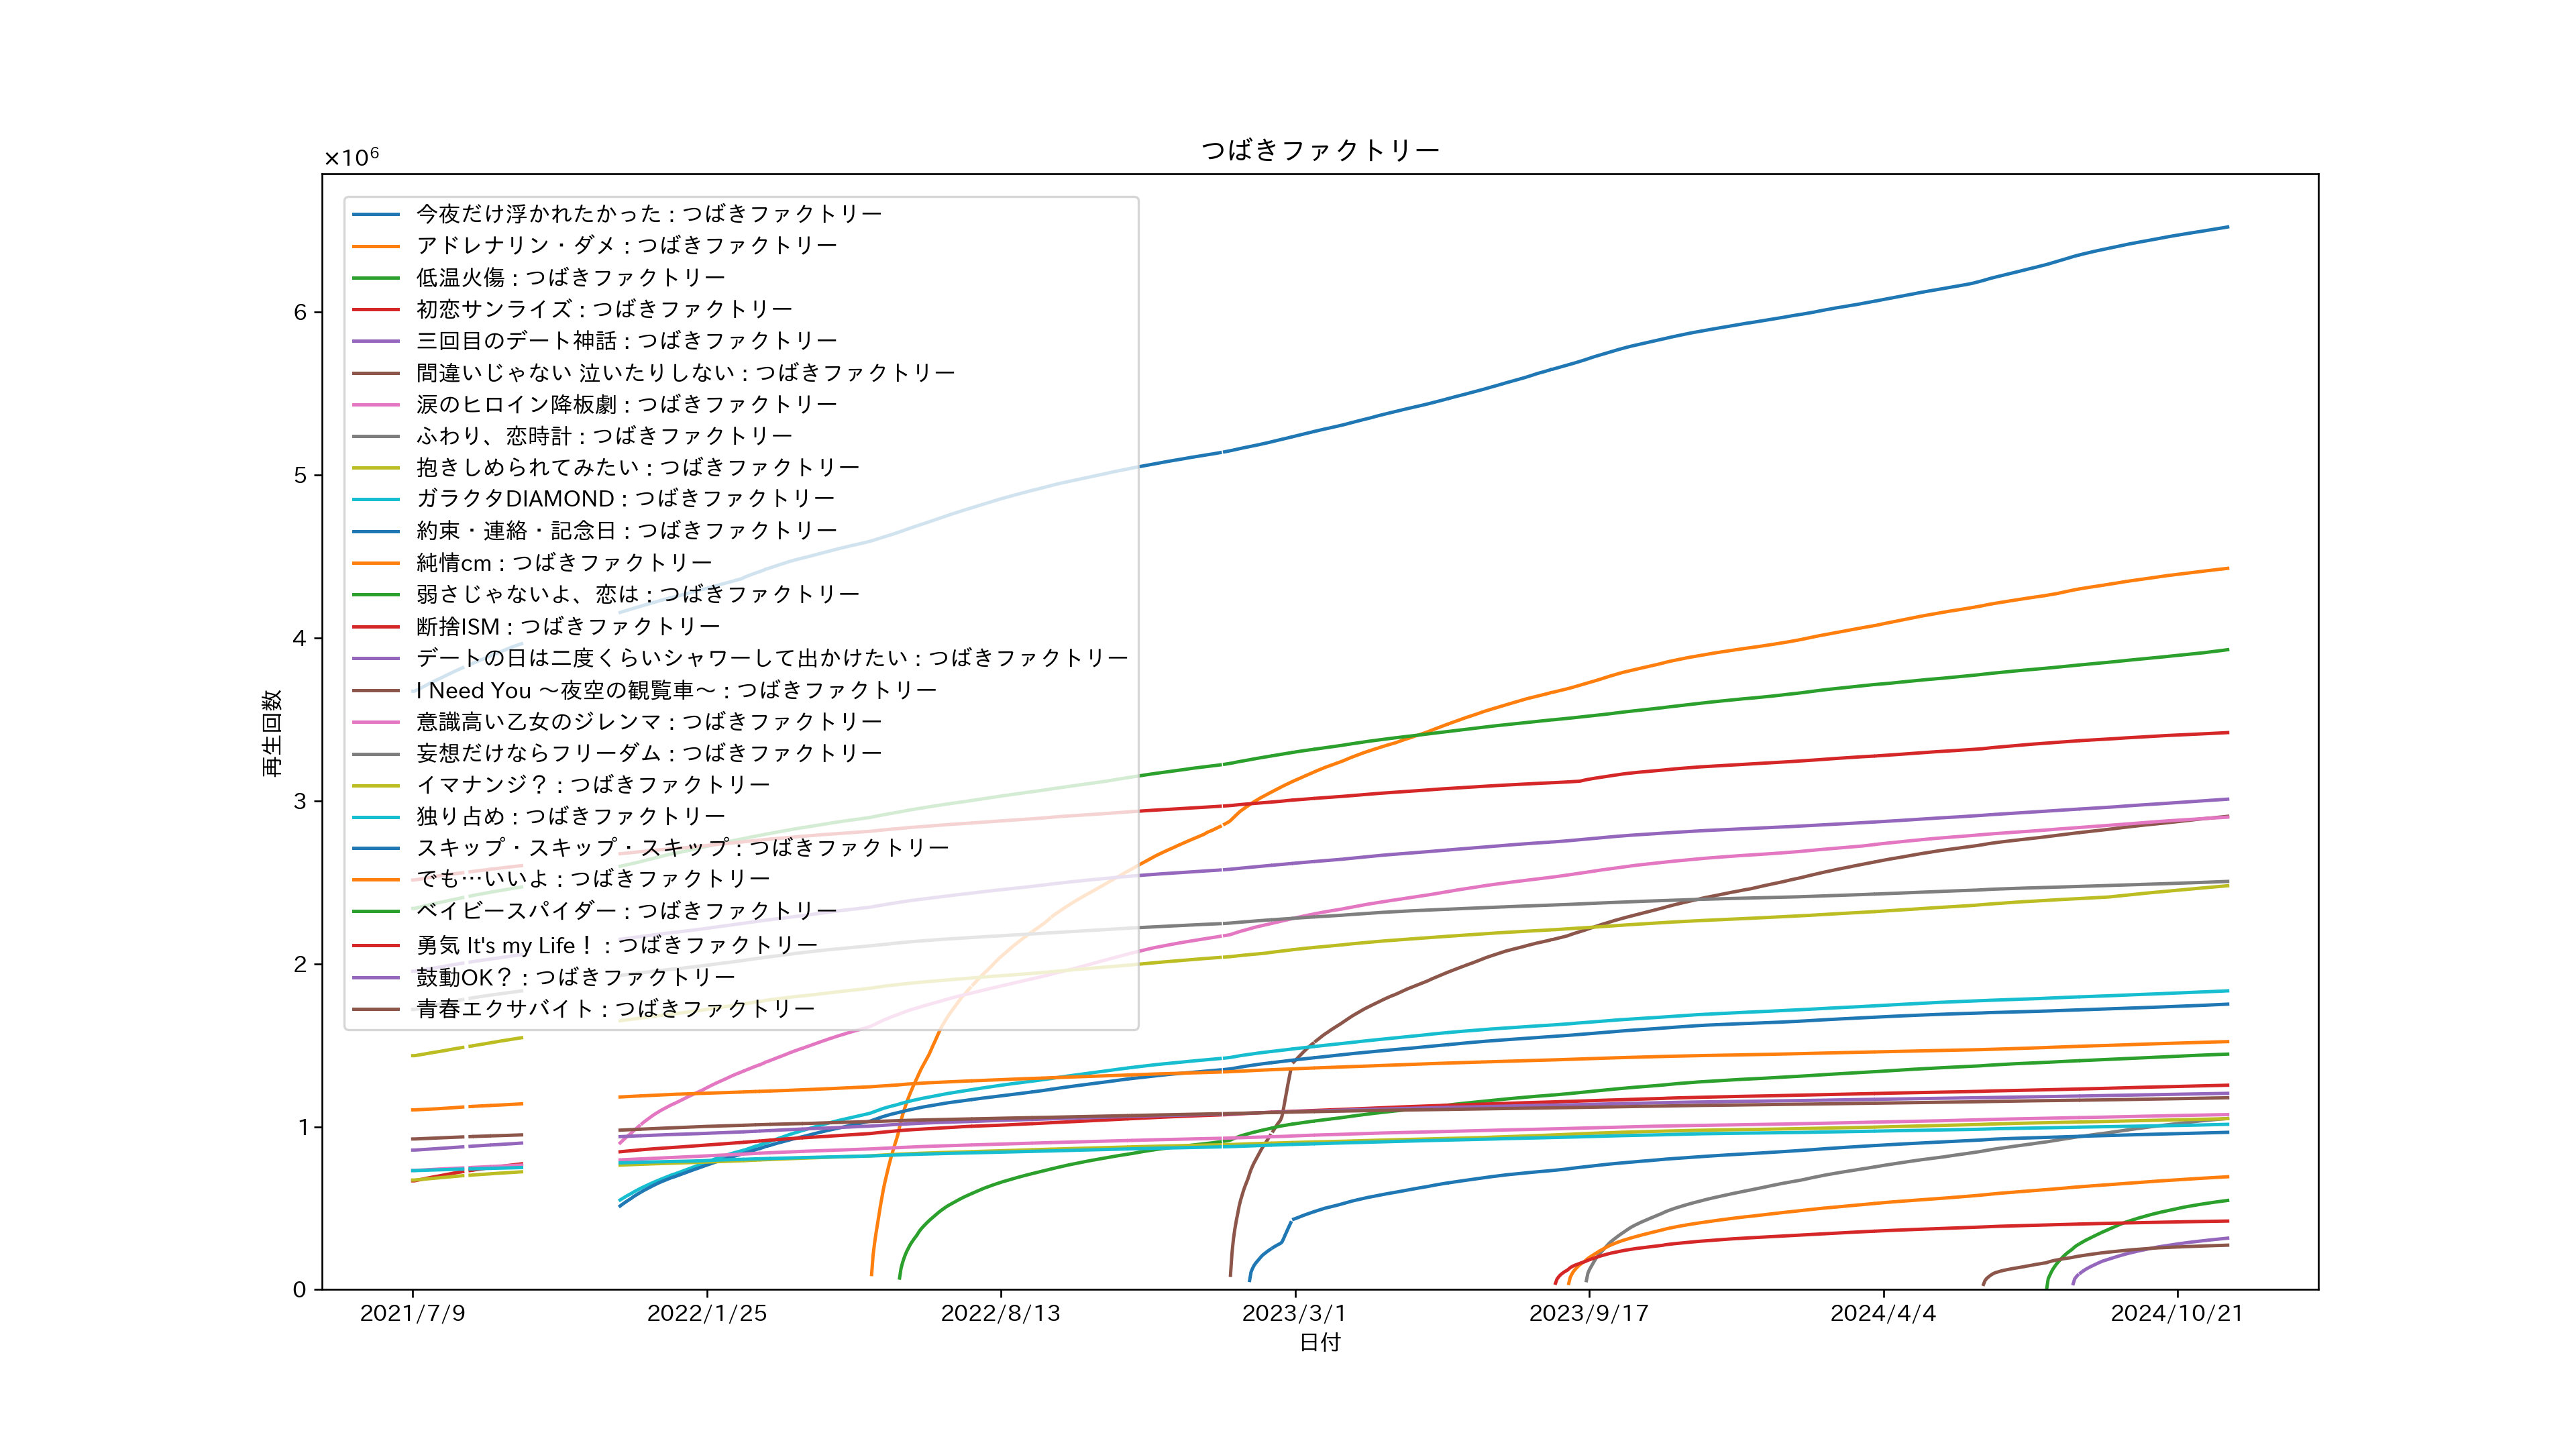 つばきファクトリー
×10⁶
今夜だけ浮かれたかった : つばきファクトリー
アドレナリン・ダメ : つばきファクトリー
低温火傷 : つばきファクトリー
初恋サンライズ : つばきファクトリー
三回目のデート神話 : つばきファクトリー
間違いじゃない 泣いたりしない : つばきファクトリー
涙のヒロイン降板劇 : つばきファクトリー
ふわり、恋時計 : つばきファクトリー
抱きしめられてみたい : つばきファクトリー
ガラクタDIAMOND : つばきファクトリー
約束・連絡・記念日 : つばきファクトリー
純情cm : つばきファクトリー
弱さじゃないよ、恋は : つばきファクトリー
断捨ISM : つばきファクトリー
デートの日は二度くらいシャワーして出かけたい : つばきファクトリー
I Need You ～夜空の観覧車～ : つばきファクトリー
意識高い乙女のジレンマ : つばきファクトリー
妄想だけならフリーダム : つばきファクトリー
イマナンジ？ : つばきファクトリー
独り占め : つばきファクトリー
スキップ・スキップ・スキップ : つばきファクトリー
でも…いいよ : つばきファクトリー
ベイビースパイダー : つばきファクトリー
勇気 It's my Life！ : つばきファクトリー
鼓動OK？ : つばきファクトリー
青春エクサバイト : つばきファクトリー
再生回数
6
5
4
3
2
1
0
2021/7/9
2022/1/25
2022/8/13
2023/3/1
2023/9/17
2024/4/4
2024/10/21
日付